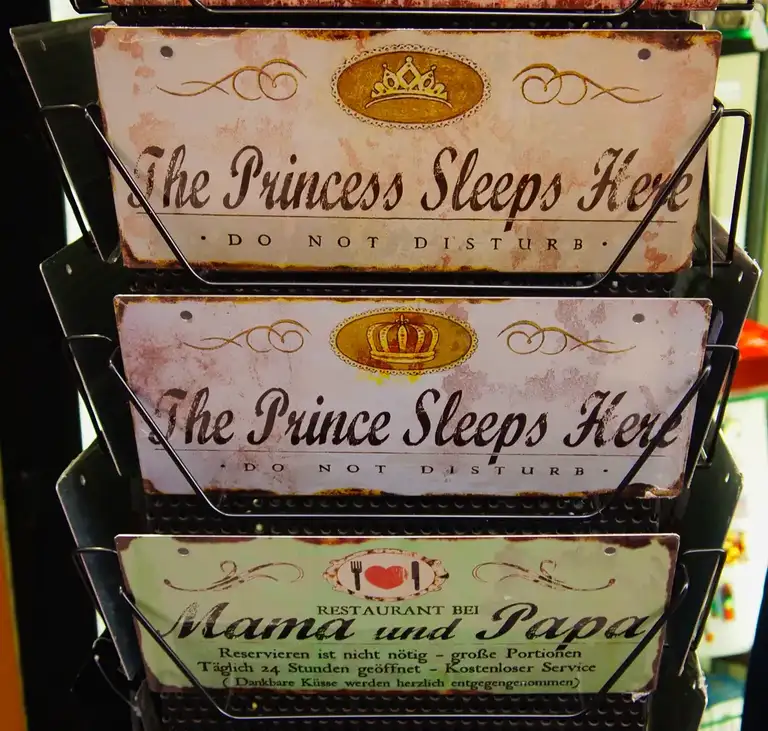 The Princess Sleeps Here
· DO NOT DISTURB ·
The Prince Sleeps Here
· DO NOT DISTURB ·
RESTAURANT BEI
Mama und Papa
Reservieren ist nicht nötig – große Portionen
Täglich 24 Stunden geöffnet – Kostenloser Service
( Dankbare Küsse werden herzlich entgegengenommen)